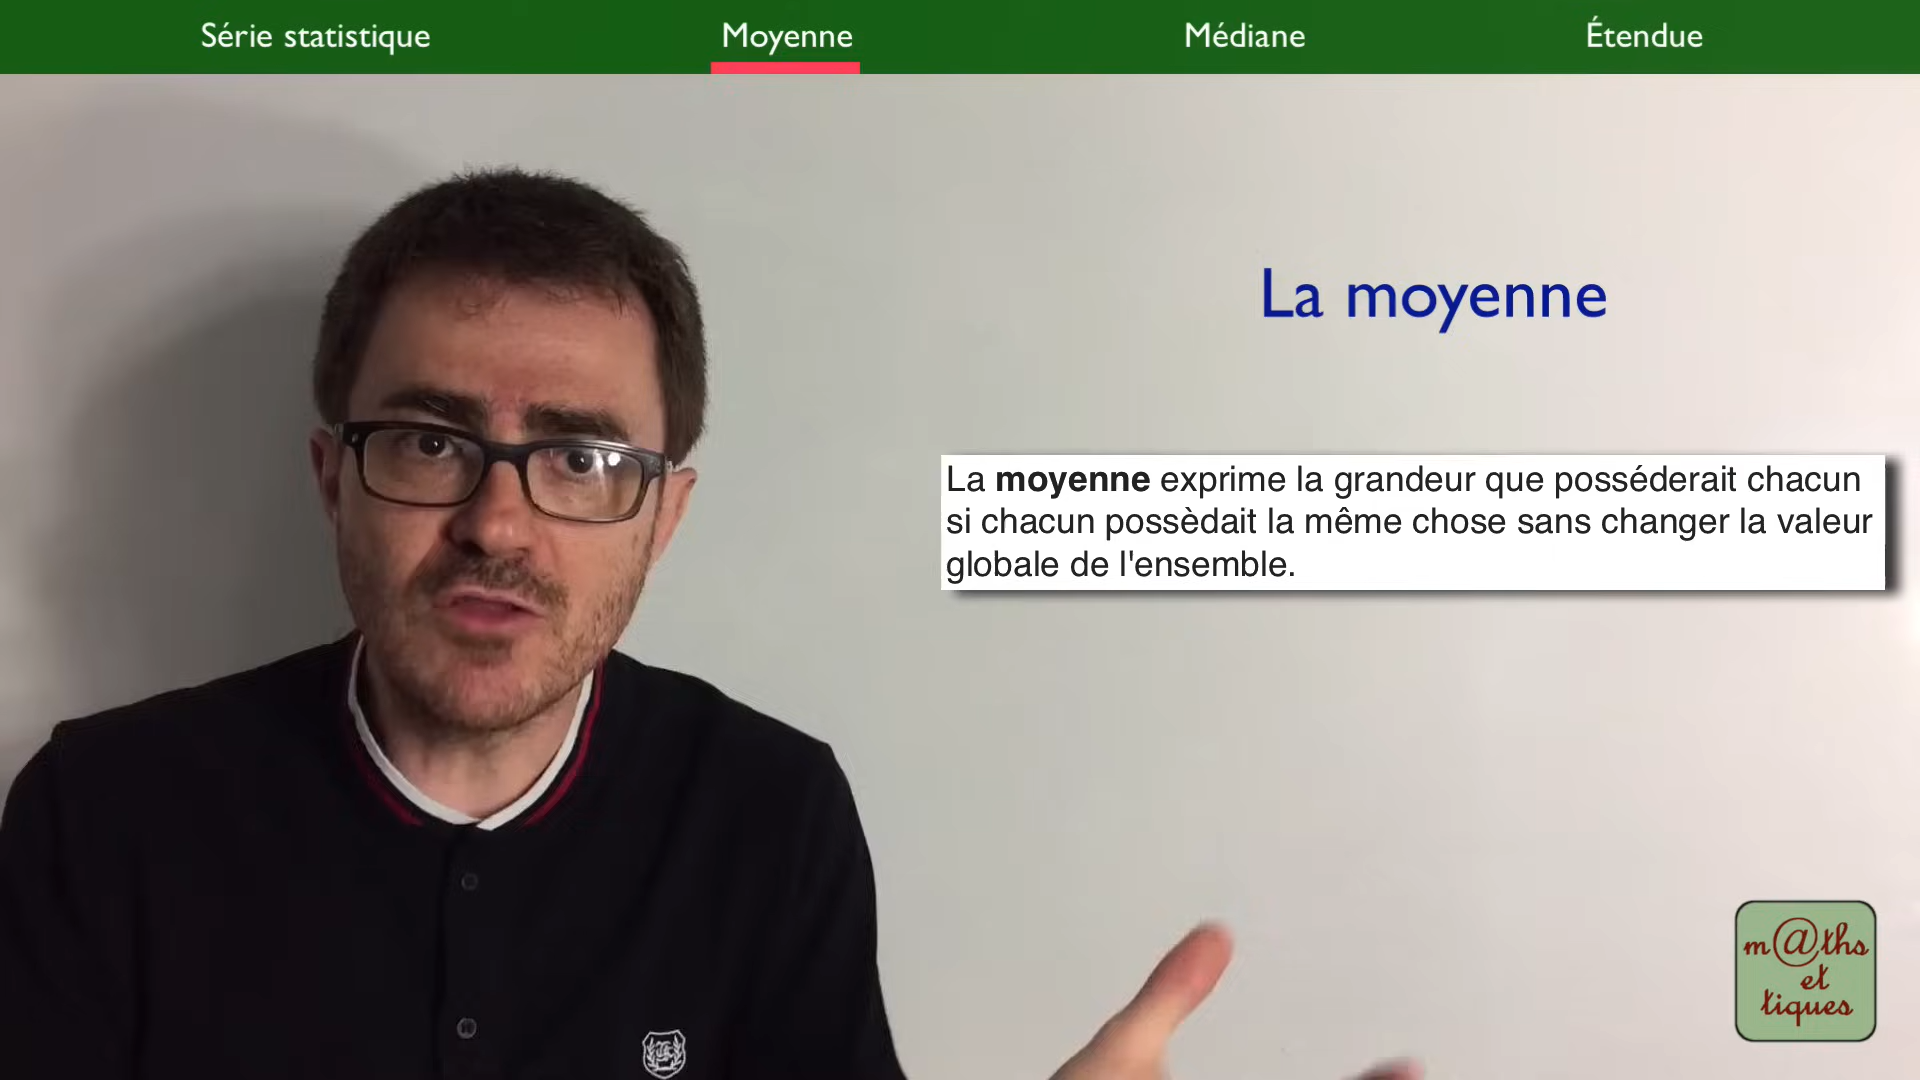 Série statistique Moyenne Médiane Étendue
La moyenne
La moyenne exprime la grandeur que posséderait chacun
si chacun possèdait la même chose sans changer la valeur
globale de l'ensemble.
m@ths
et
tiques